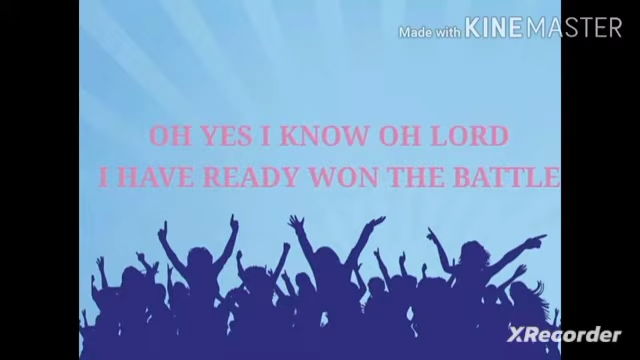 Made with KINEMASTER
OH YES I KNOW OH LORD
I HAVE READY WON THE BATTLE
XRecorder